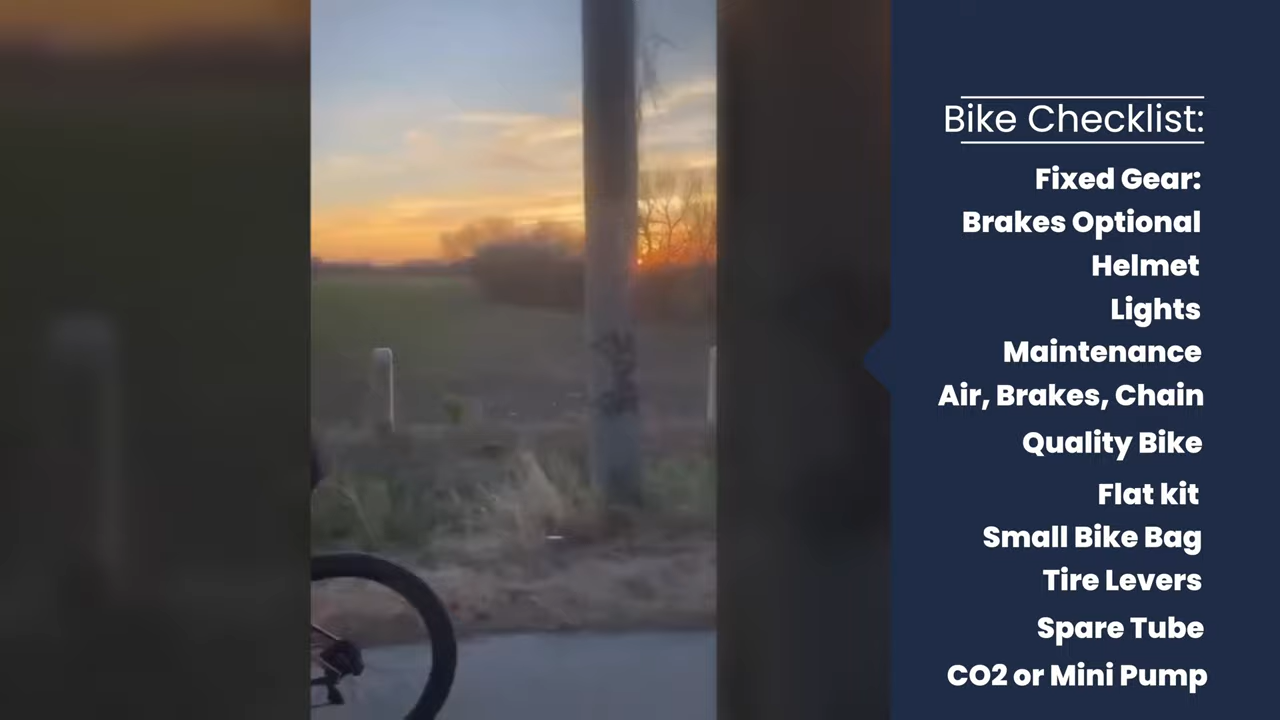 Bike Checklist:
Fixed Gear:
Brakes Optional
Helmet
Lights
Maintenance
Air, Brakes, Chain
Quality Bike
Flat kit
Small Bike Bag
Tire Levers
Spare Tube
CO2 or Mini Pump